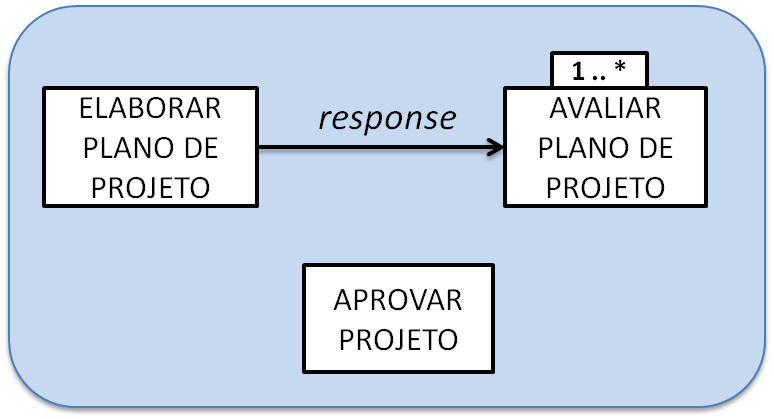 ELABORAR
PLANO DE
PROJETO
response
1 .. *
AVALIAR
PLANO DE
PROJETO
APROVAR
PROJETO